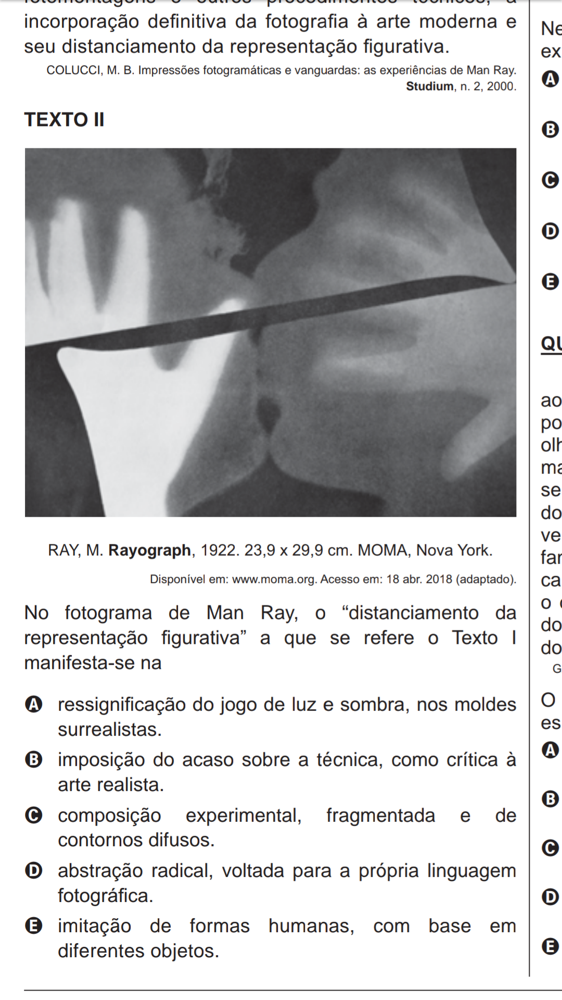 fotomontagens e outros procedimentos técnicos, a
incorporação definitiva da fotografia à arte moderna e
seu distanciamento da representação figurativa.
COLUCCI, M. B. Impressões fotogramáticas e vanguardas: as experiências de Man Ray.
Studium, n. 2, 2000.
TEXTO II
RAY, M. Rayograph, 1922. 23,9 x 29,9 cm. MOMA, Nova York.
Disponível em: www.moma.org. Acesso em: 18 abr. 2018 (adaptado).
No fotograma de Man Ray, o “distanciamento da
representação figurativa” a que se refere o Texto I
manifesta-se na
A ressignificação do jogo de luz e sombra, nos moldes
surrealistas.
B imposição do acaso sobre a técnica, como crítica à
arte realista.
C composição experimental, fragmentada e de
contornos difusos.
D abstração radical, voltada para a própria linguagem
fotográfica.
E imitação de formas humanas, com base em
diferentes objetos.
Ne
ex
A
B
C
D
E
QU
ao
po
olh
ma
se
do
ve
far
ca
o
do
do
G
O
es
A
B
C
D
E